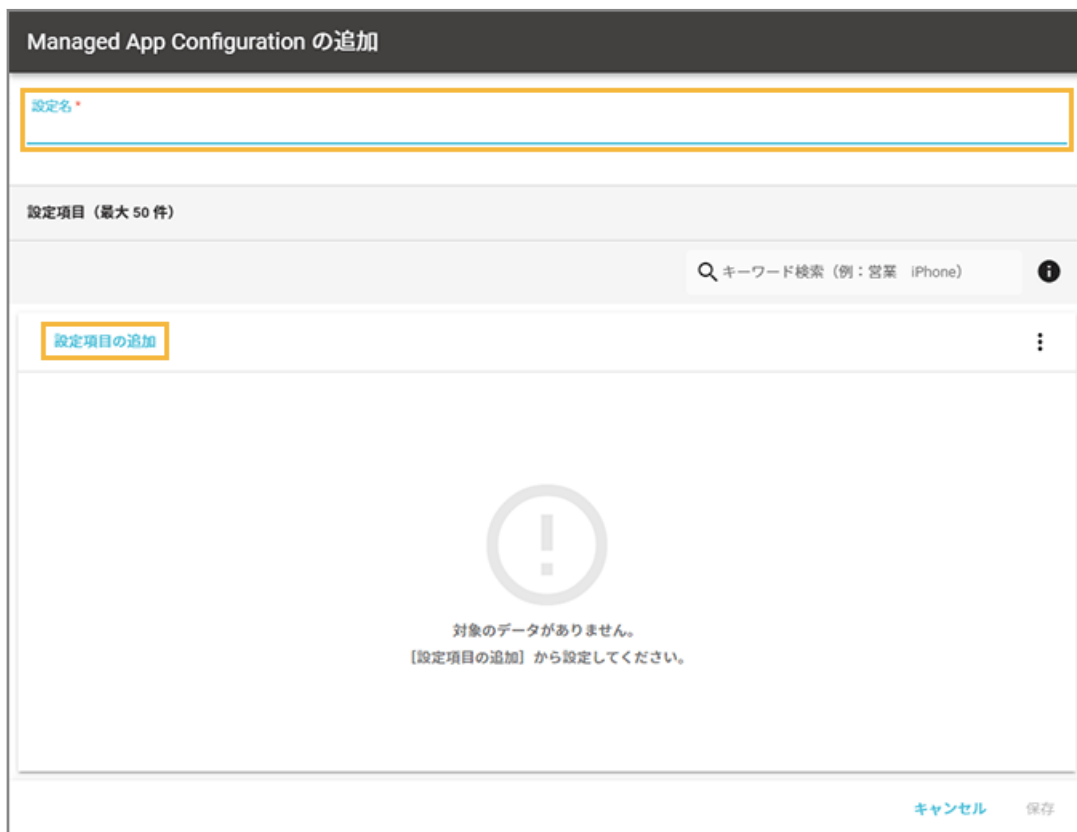 Managed App Configuration の追加
設定名 *
設定項目（最大 50 件）
キーワード検索（例：営業　iPhone）
設定項目の追加
対象のデータがありません。
［設定項目の追加］から設定してください。
キャンセル 保存